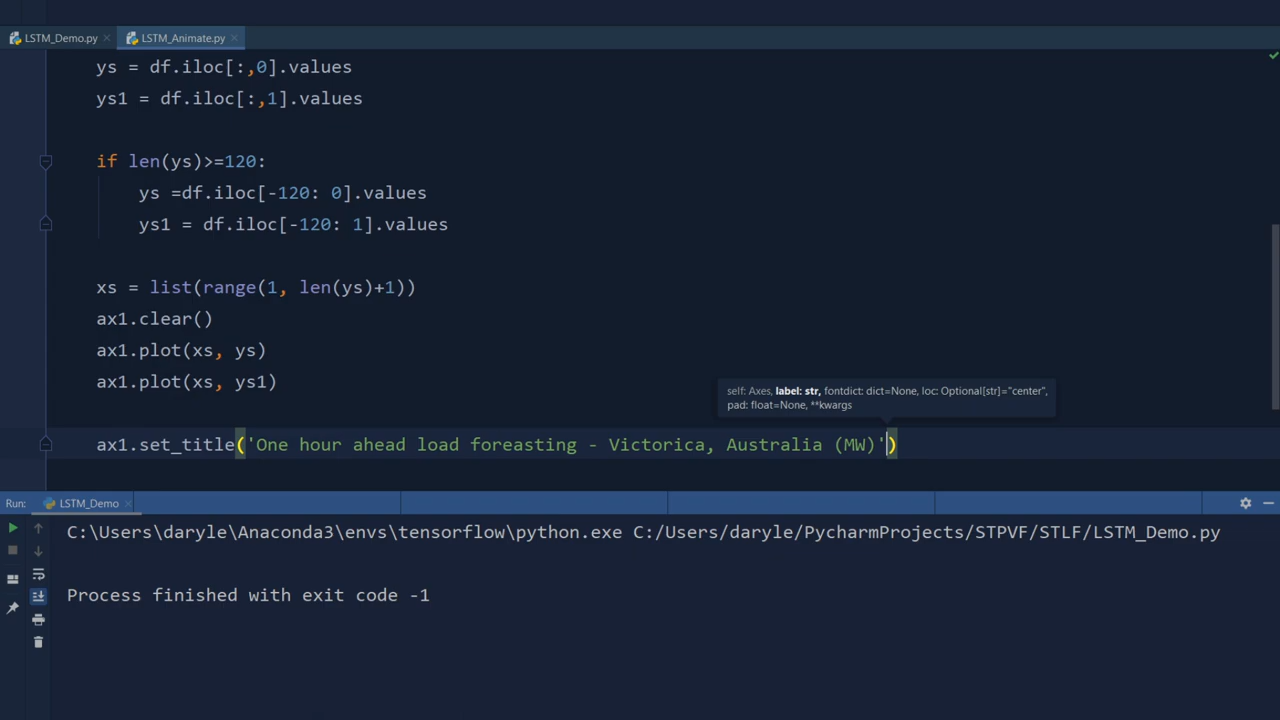 LSTM_Demo.py LSTM_Animate.py
ys = df.iloc[:,0].values
ys1 = df.iloc[:,1].values
if len(ys)>=120:
ys =df.iloc[-120: 0].values
ys1 = df.iloc[-120: 1].values
xs = list(range(1, len(ys)+1))
ax1.clear()
ax1.plot(xs, ys)
ax1.plot(xs, ys1)
self: Axes, label: str, fontdict: dict=None, loc: Optional[str]="center",
pad: float=None, **kwargs
ax1.set_title('One hour ahead load foreasting - Victorica, Australia (MW)')
Run: LSTM_Demo
C:\Users\daryle\Anaconda3\envs\tensorflow\python.exe C:/Users/daryle/PycharmProjects/STPVF/STLF/LSTM_Demo.py
Process finished with exit code -1